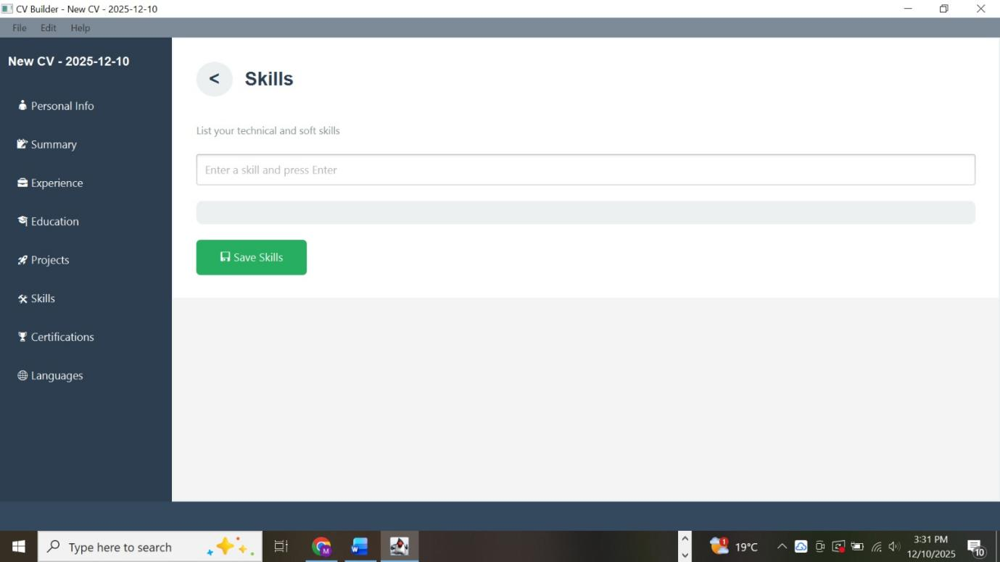 CV Builder - New CV - 2025-12-10
File Edit Help
New CV - 2025-12-10
Personal Info
Summary
Experience
Education
Projects
Skills
Certifications
Languages
< Skills
List your technical and soft skills
Enter a skill and press Enter
Save Skills
Type here to search
M
W
1
19°C
3:31 PM
12/10/2025
10